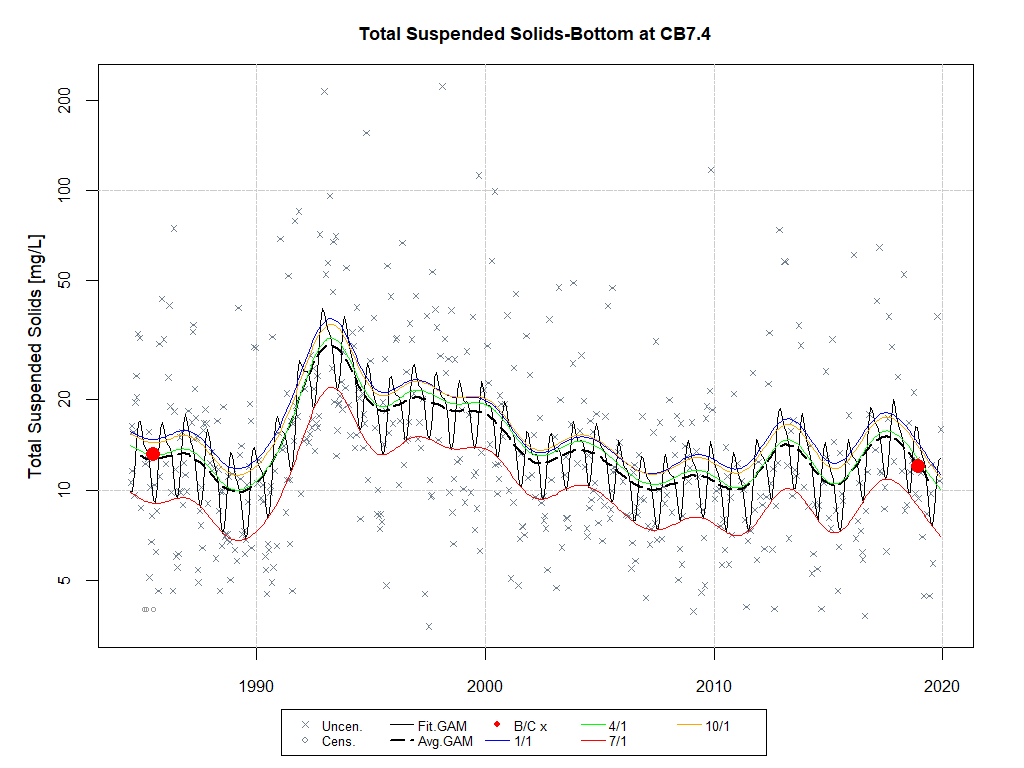 Total Suspended Solids-Bottom at CB7.4
Total Suspended Solids [mg/L]
200
100
50
20
10
5
1990 2000 2010 2020
Uncen. Fit.GAM B/C x 4/1 10/1
Cens. Avg.GAM 1/1 7/1